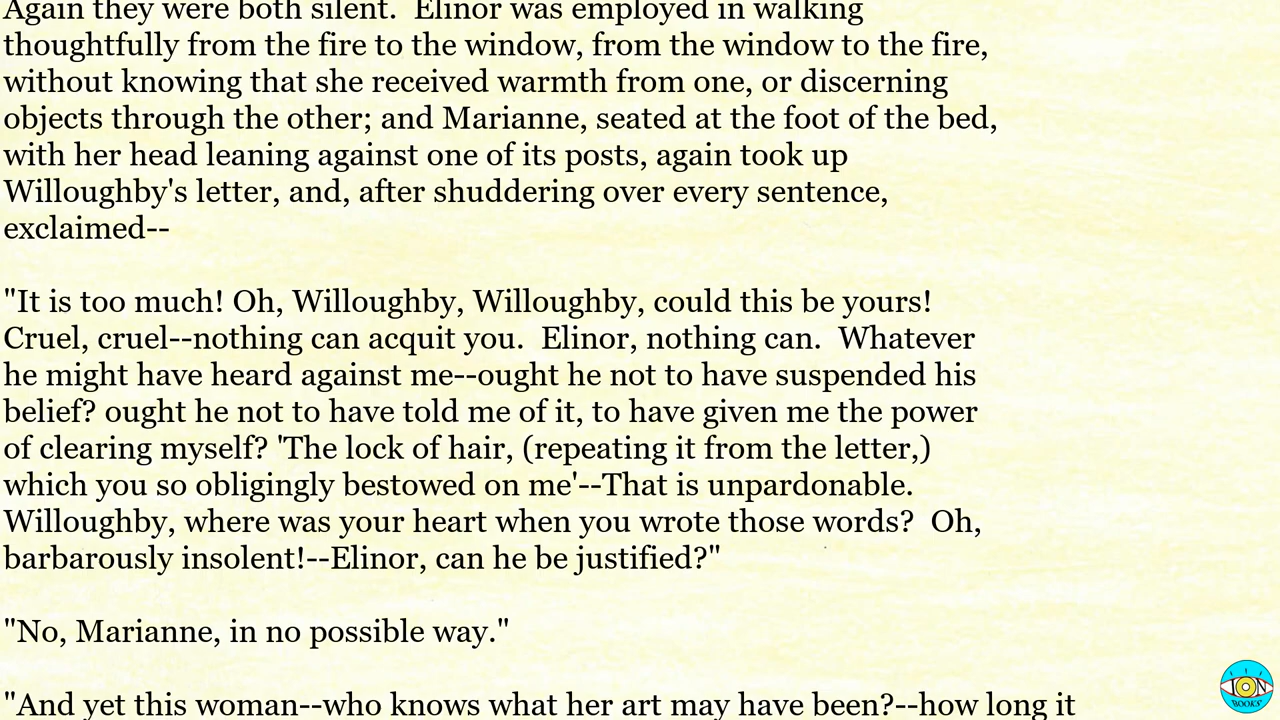 Again they were both silent.  Elinor was employed in walking
thoughtfully from the fire to the window, from the window to the fire,
without knowing that she received warmth from one, or discerning
objects through the other; and Marianne, seated at the foot of the bed,
with her head leaning against one of its posts, again took up
Willoughby's letter, and, after shuddering over every sentence,
exclaimed--
"It is too much! Oh, Willoughby, Willoughby, could this be yours!
Cruel, cruel--nothing can acquit you.  Elinor, nothing can.  Whatever
he might have heard against me--ought he not to have suspended his
belief? ought he not to have told me of it, to have given me the power
of clearing myself? 'The lock of hair, (repeating it from the letter,)
which you so obligingly bestowed on me'--That is unpardonable.
Willoughby, where was your heart when you wrote those words?  Oh,
barbarously insolent!--Elinor, can he be justified?"
"No, Marianne, in no possible way."
"And yet this woman--who knows what her art may have been?--how long it
ION
BOOKS